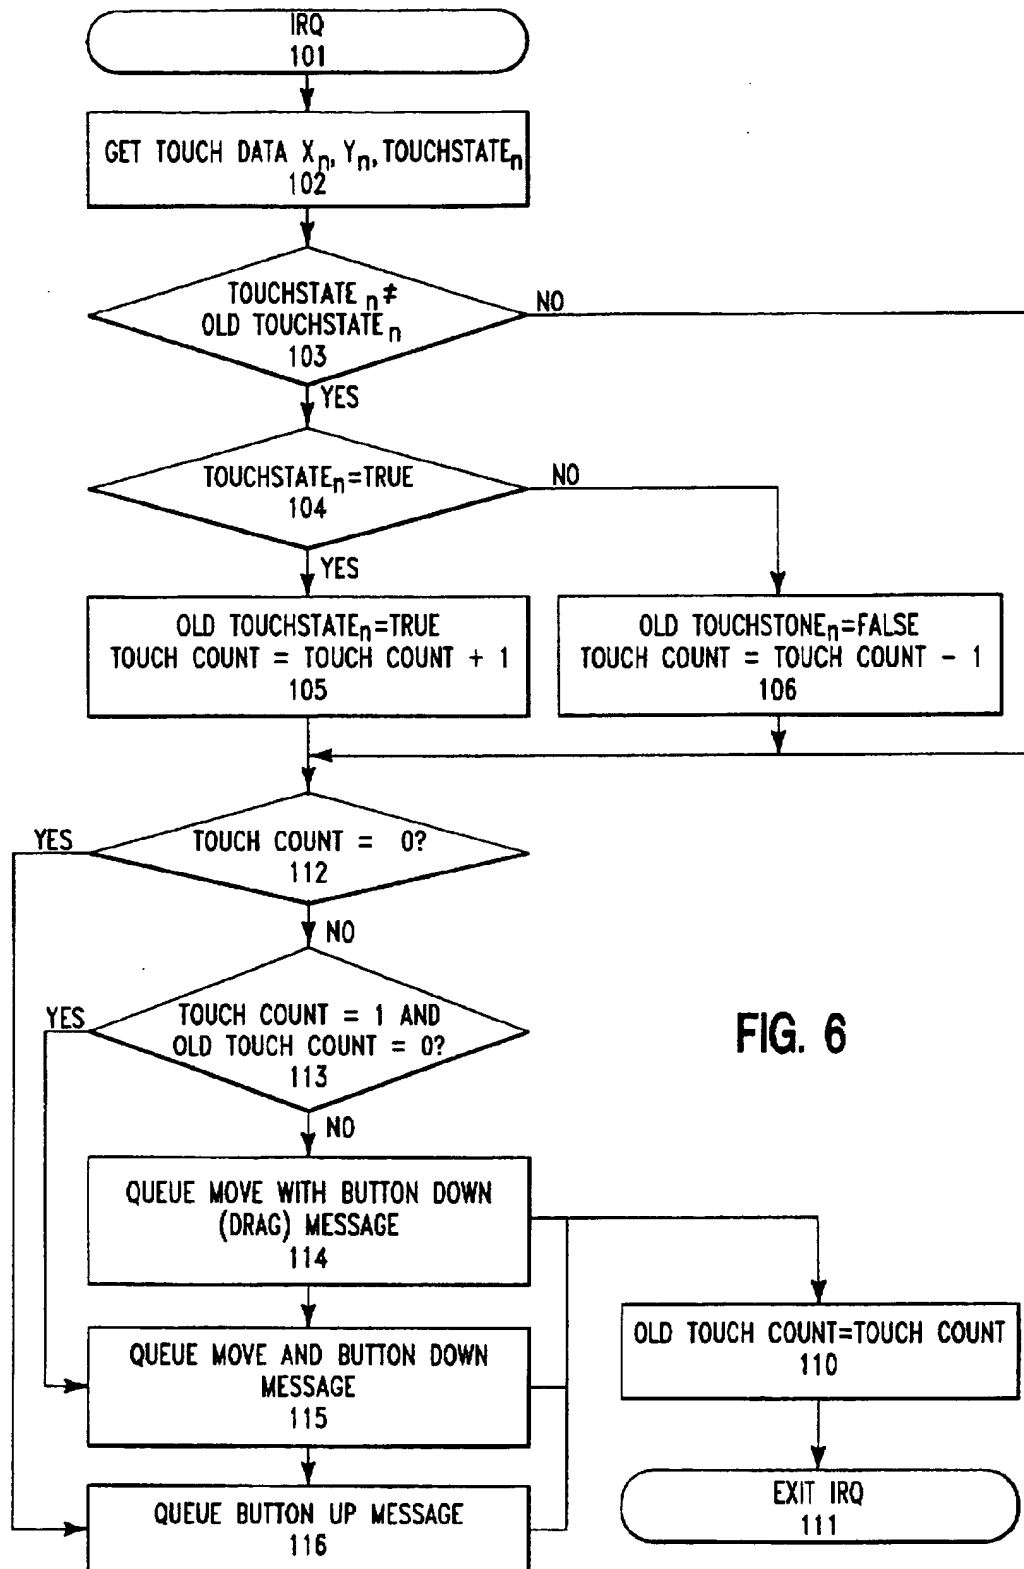 IRQ
101
GET TOUCH DATA Xn, Yn, TOUCHSTATEn
102
TOUCHSTATE n ≠
OLD TOUCHSTATE n
103
NO
YES
TOUCHSTATEn=TRUE
104
NO
YES
OLD TOUCHSTATEn=TRUE
TOUCH COUNT = TOUCH COUNT + 1
105
OLD TOUCHSTONEn=FALSE
TOUCH COUNT = TOUCH COUNT - 1
106
YES
TOUCH COUNT = 0?
112
NO
YES
TOUCH COUNT = 1 AND
OLD TOUCH COUNT = 0?
113
FIG. 6
NO
QUEUE MOVE WITH BUTTON DOWN
(DRAG) MESSAGE
114
OLD TOUCH COUNT=TOUCH COUNT
110
QUEUE MOVE AND BUTTON DOWN
MESSAGE
115
EXIT IRQ
111
QUEUE BUTTON UP MESSAGE
116